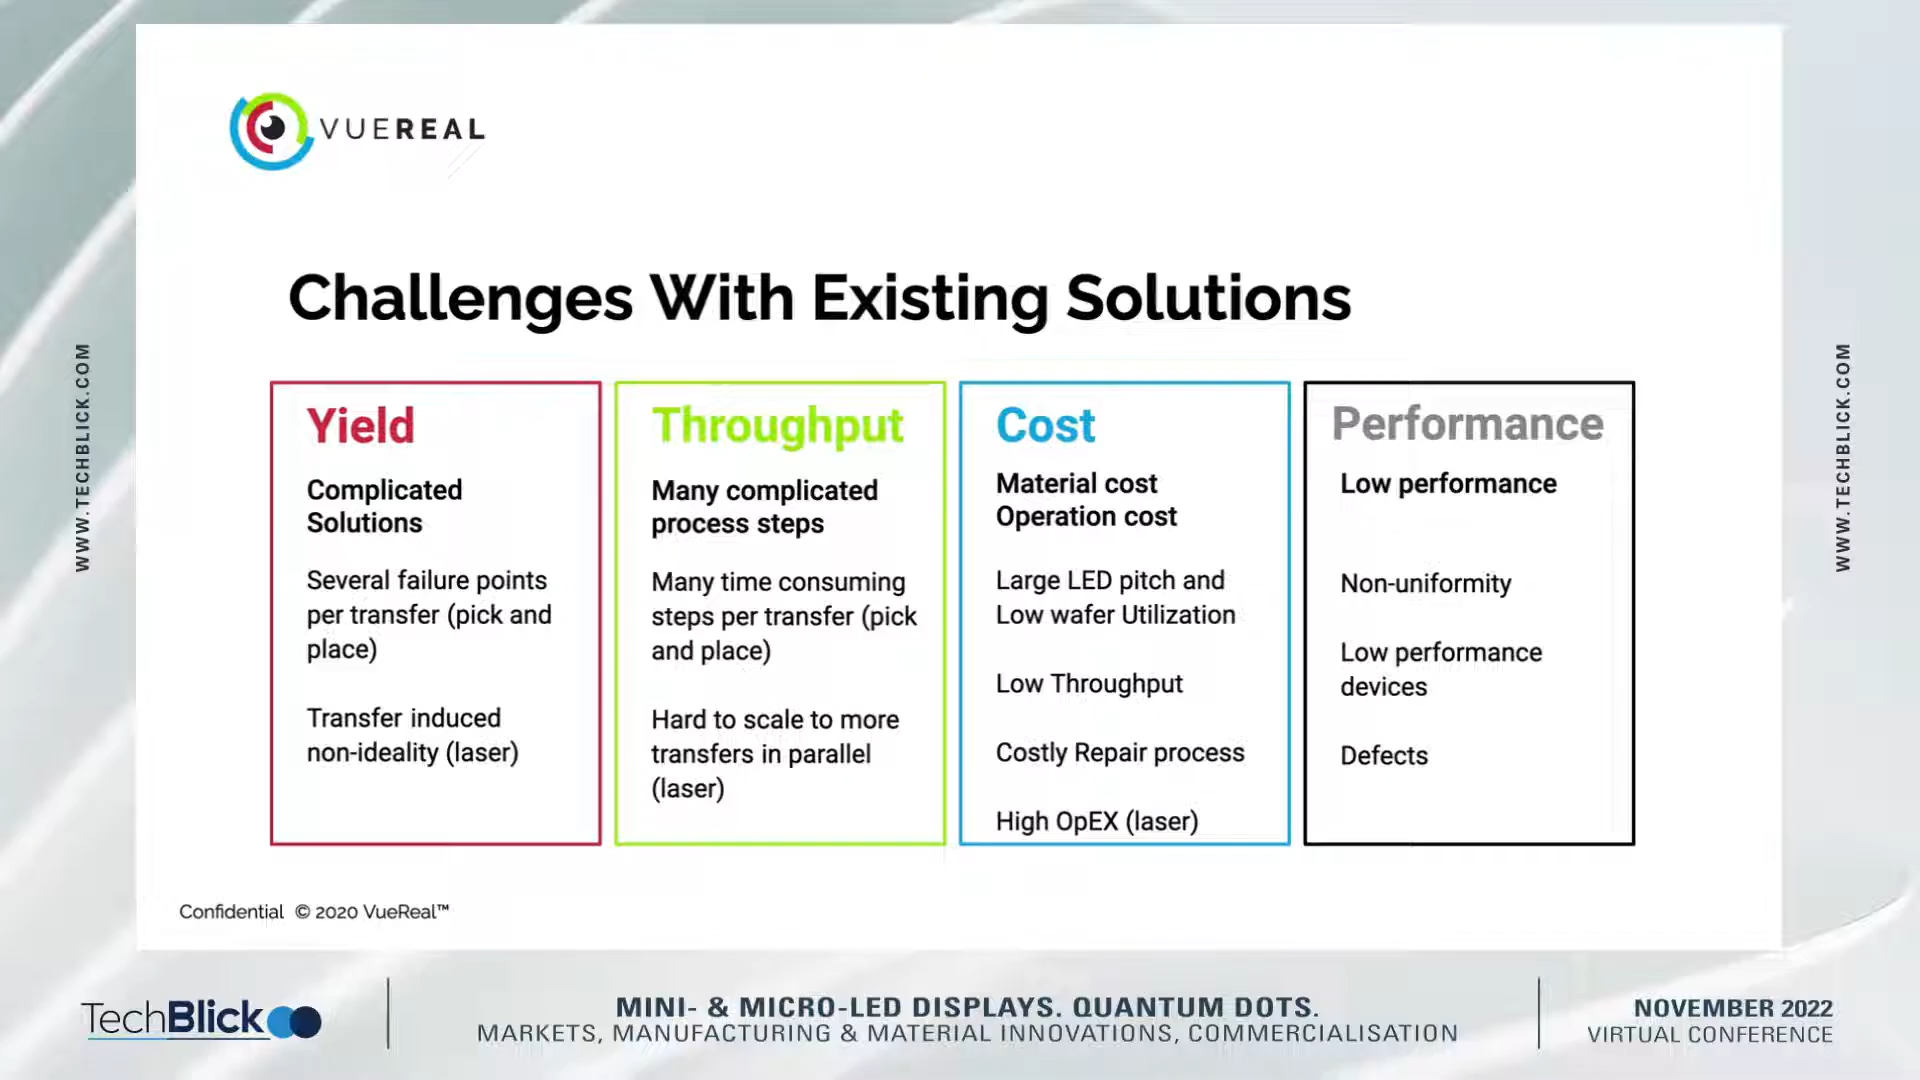 VUEREAL
Challenges With Existing Solutions
Yield
Complicated
Solutions
Several failure points
per transfer (pick and
place)
Transfer induced
non-ideality (laser)
Throughput
Many complicated
process steps
Many time consuming
steps per transfer (pick
and place)
Hard to scale to more
transfers in parallel
(laser)
Cost
Material cost
Operation cost
Large LED pitch and
Low wafer Utilization
Low Throughput
Costly Repair process
High OpEX (laser)
Performance
Low performance
Non-uniformity
Low performance
devices
Defects
Confidential © 2020 VueReal™
WWW.TECHBLICK.COM
WWW.TECHBLICK.COM
TechBlick
MINI- & MICRO-LED DISPLAYS. QUANTUM DOTS.
MARKETS, MANUFACTURING & MATERIAL INNOVATIONS, COMMERCIALISATION
NOVEMBER 2022
VIRTUAL CONFERENCE